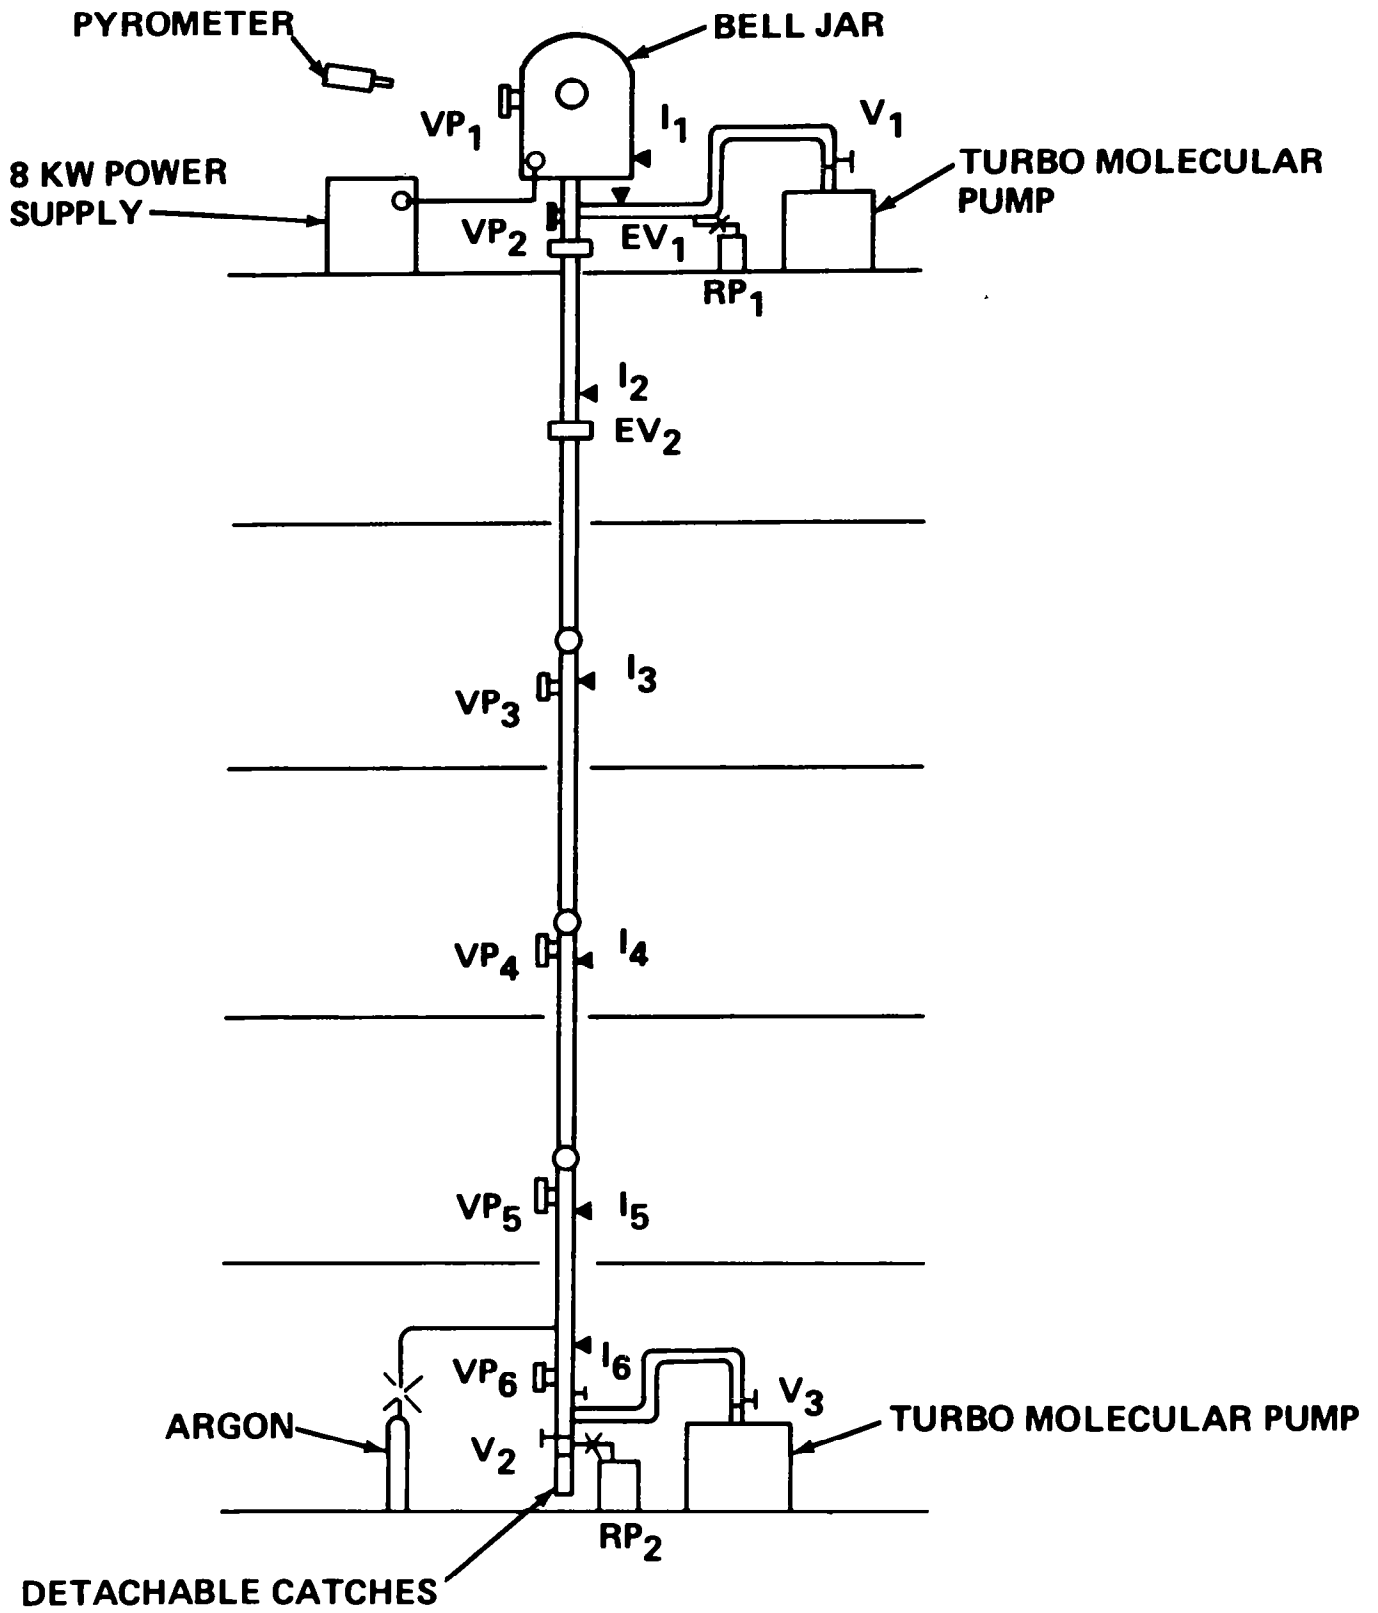 PYROMETER
BELL JAR
VP1
I1
V1
8 KW POWER
SUPPLY
TURBO MOLECULAR
PUMP
VP2
EV1
RP1
I2
EV2
I3
VP3
VP4
I4
VP5
I5
VP6
I6
V3
ARGON
TURBO MOLECULAR PUMP
V2
RP2
DETACHABLE CATCHES